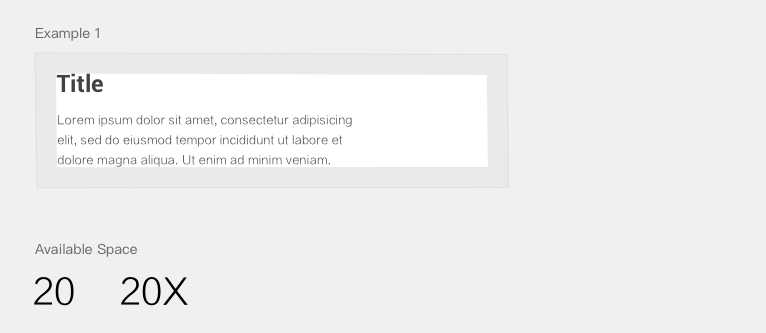 Example 1
Title
Lorem ipsum dolor sit amet, consectetur adipisicing
elit, sed do eiusmod tempor incididunt ut labore et
dolore magna aliqua. Ut enim ad minim veniam.
Available Space
20 20X